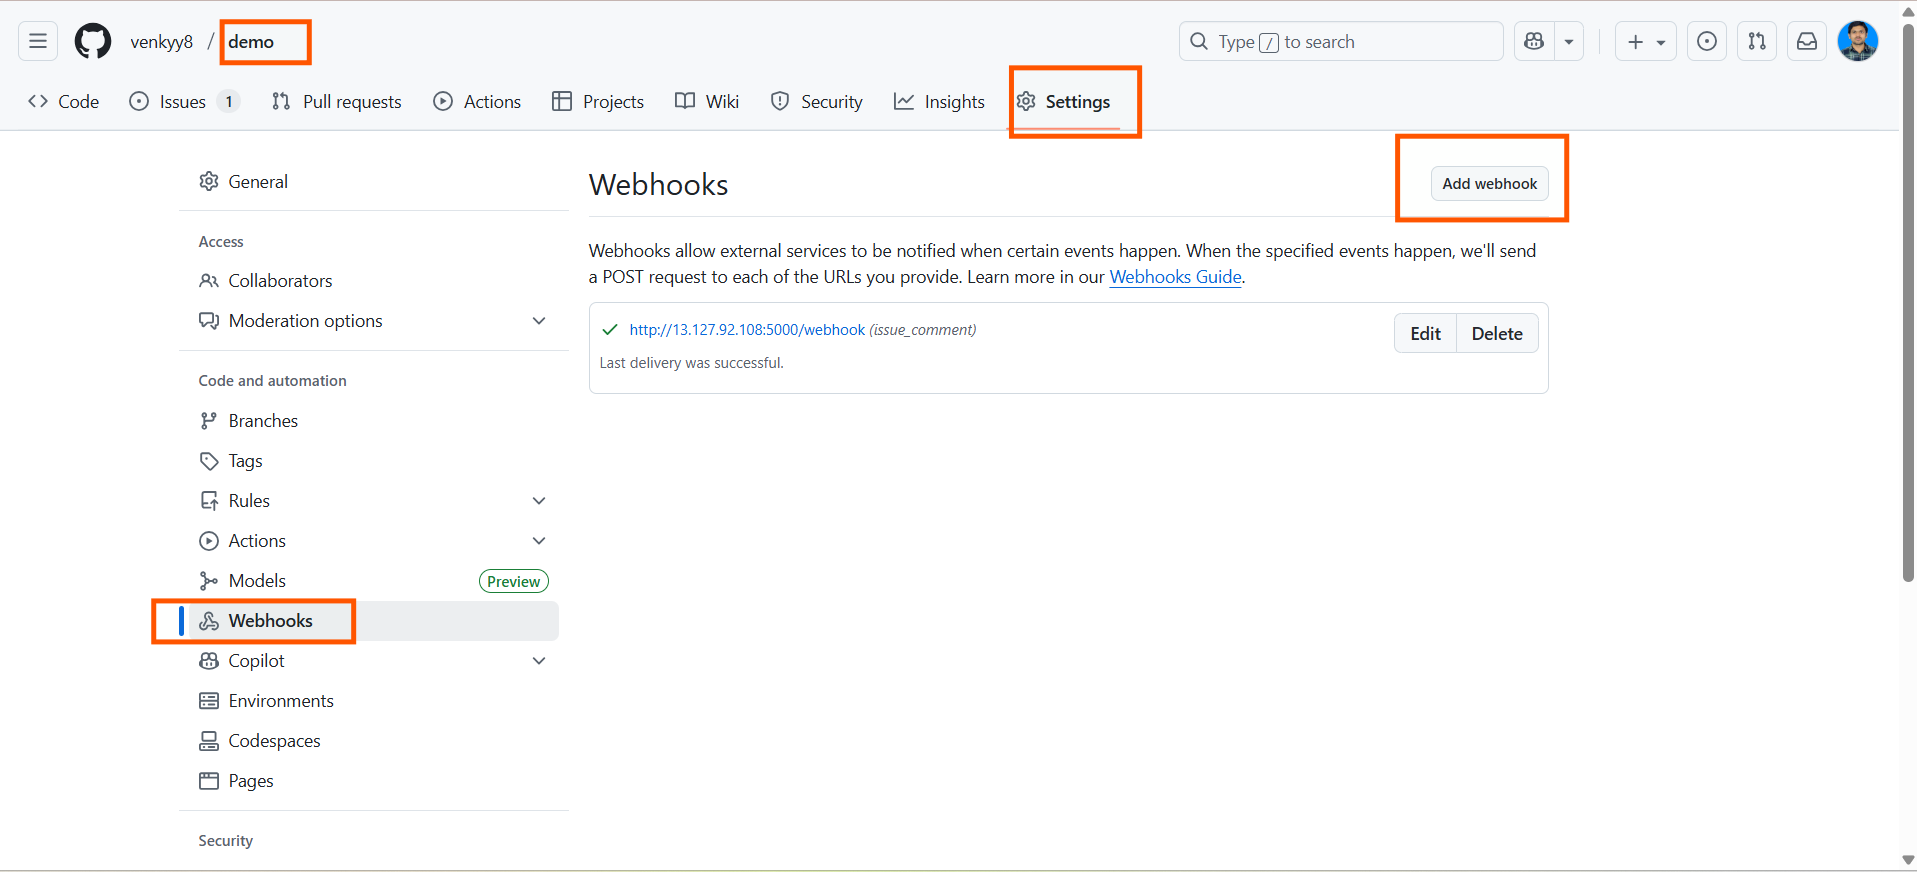 venkyy8 / demo
Type / to search
Code
Issues 1
Pull requests
Actions
Projects
Wiki
Security
Insights
Settings
General
Access
Collaborators
Moderation options
Code and automation
Branches
Tags
Rules
Actions
Models Preview
Webhooks
Copilot
Environments
Codespaces
Pages
Security
Webhooks
Add webhook
Webhooks allow external services to be notified when certain events happen. When the specified events happen, we'll send
a POST request to each of the URLs you provide. Learn more in our Webhooks Guide.
http://13.127.92.108:5000/webhook (issue_comment)
Edit
Delete
Last delivery was successful.